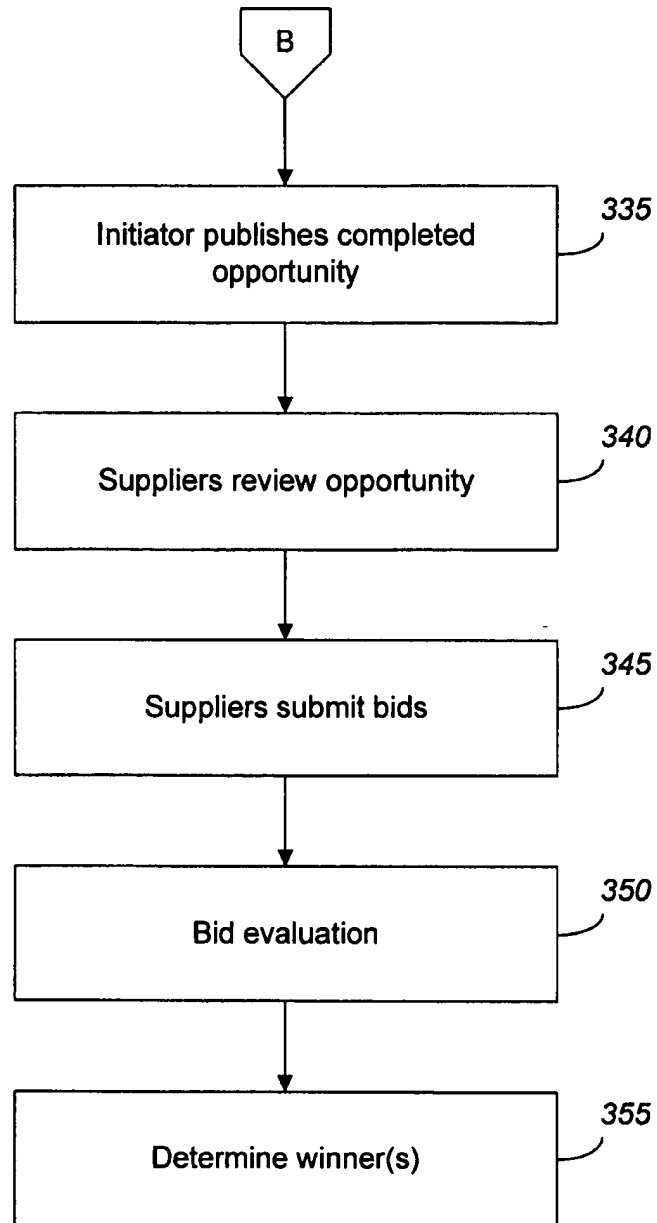 B
Initiator publishes completed
opportunity
335
Suppliers review opportunity
340
Suppliers submit bids
345
Bid evaluation
350
Determine winner(s)
355